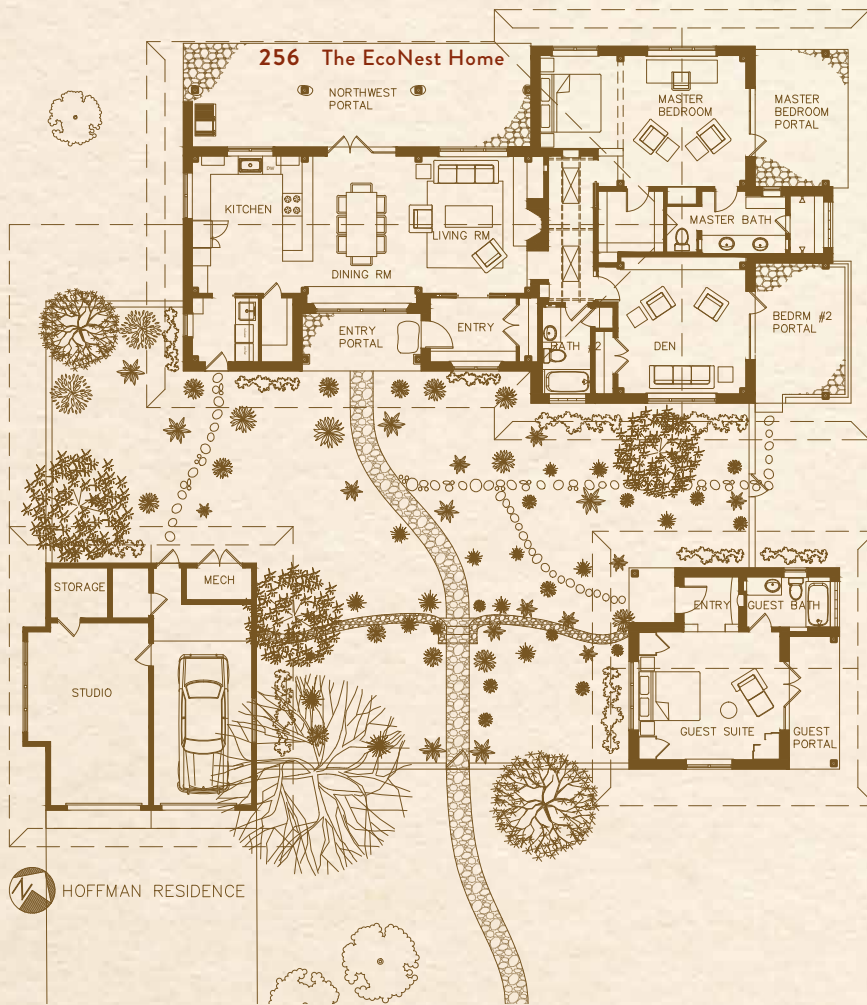 256 The EcoNest Home
NORTHWEST
PORTAL
MASTER
BEDROOM
MASTER
BEDROOM
PORTAL
DW
KITCHEN
LIVING RM
MASTER BATH
DINING RM
ENTRY
PORTAL
ENTRY
BATH #2
DEN
BEDRM #2
PORTAL
STORAGE
MECH
ENTRY
GUEST BATH
STUDIO
GUEST SUITE
GUEST
PORTAL
N
HOFFMAN RESIDENCE